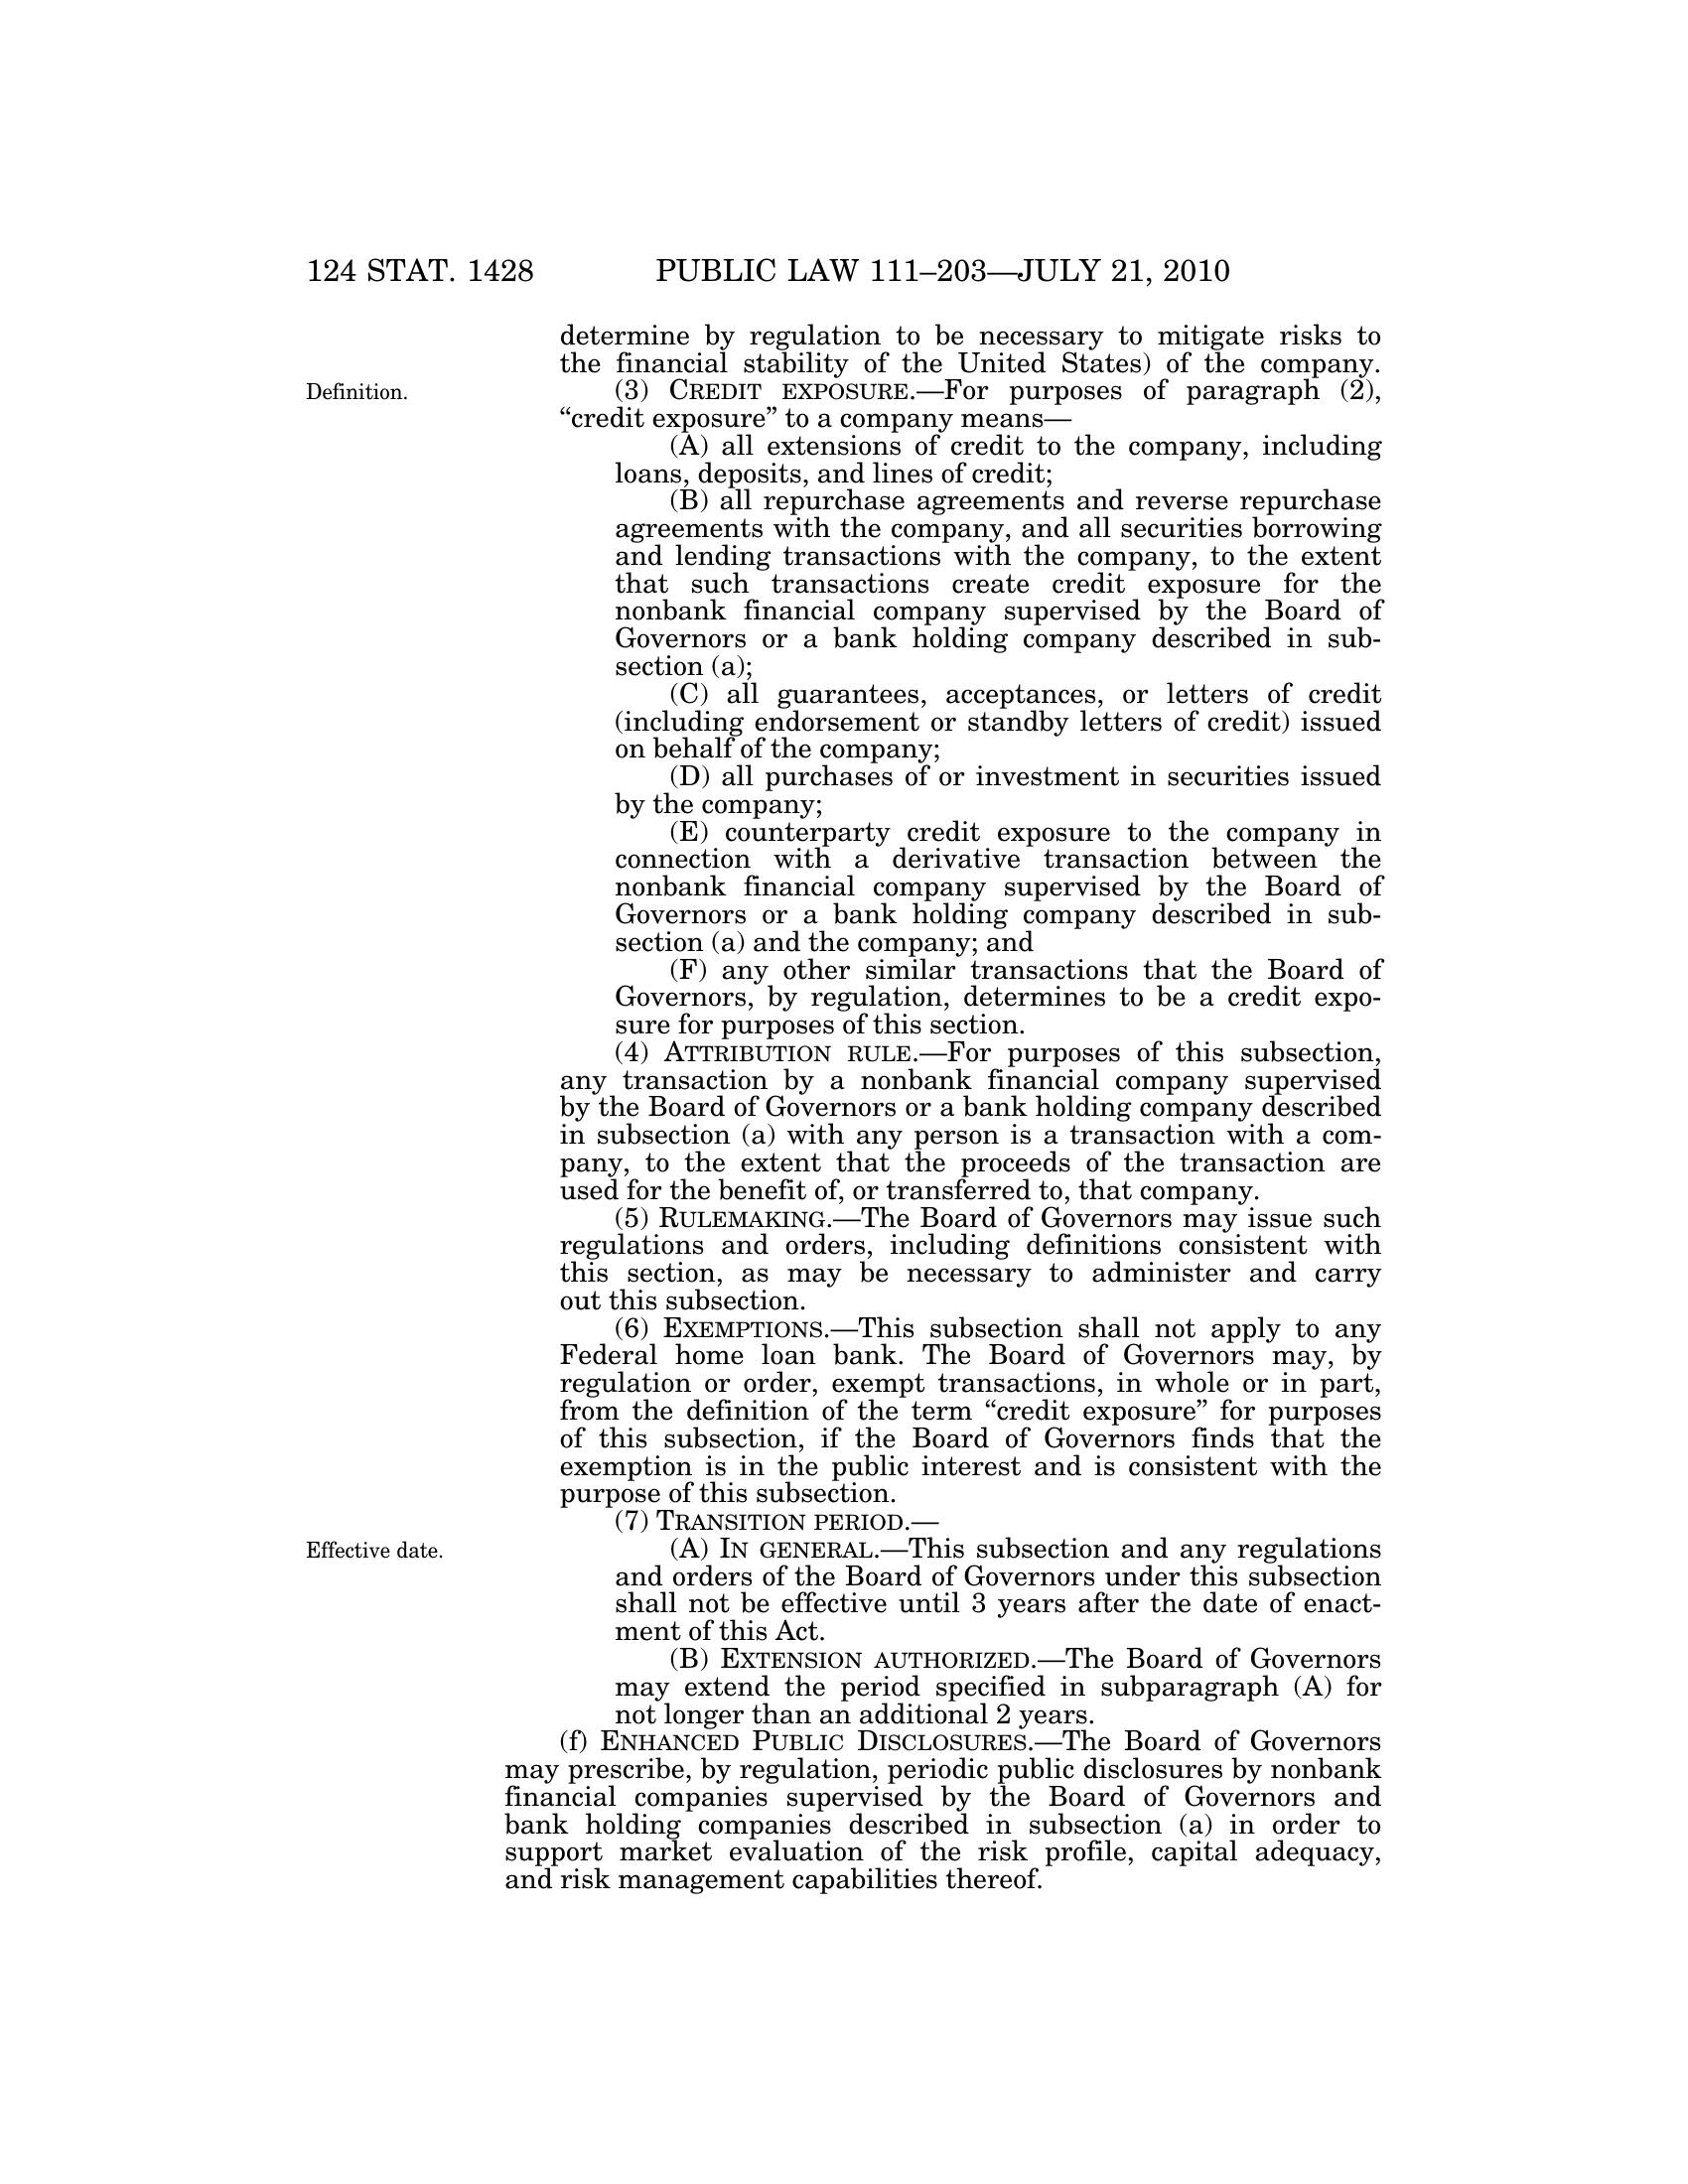 124 STAT. 1428 PUBLIC LAW 111–203—JULY 21, 2010
determine by regulation to be necessary to mitigate risks to
the financial stability of the United States) of the company.
Definition.
(3) CREDIT EXPOSURE.—For purposes of paragraph (2),
“credit exposure” to a company means—
(A) all extensions of credit to the company, including
loans, deposits, and lines of credit;
(B) all repurchase agreements and reverse repurchase
agreements with the company, and all securities borrowing
and lending transactions with the company, to the extent
that such transactions create credit exposure for the
nonbank financial company supervised by the Board of
Governors or a bank holding company described in sub-
section (a);
(C) all guarantees, acceptances, or letters of credit
(including endorsement or standby letters of credit) issued
on behalf of the company;
(D) all purchases of or investment in securities issued
by the company;
(E) counterparty credit exposure to the company in
connection with a derivative transaction between the
nonbank financial company supervised by the Board of
Governors or a bank holding company described in sub-
section (a) and the company; and
(F) any other similar transactions that the Board of
Governors, by regulation, determines to be a credit expo-
sure for purposes of this section.
(4) ATTRIBUTION RULE.—For purposes of this subsection,
any transaction by a nonbank financial company supervised
by the Board of Governors or a bank holding company described
in subsection (a) with any person is a transaction with a com-
pany, to the extent that the proceeds of the transaction are
used for the benefit of, or transferred to, that company.
(5) RULEMAKING.—The Board of Governors may issue such
regulations and orders, including definitions consistent with
this section, as may be necessary to administer and carry
out this subsection.
(6) EXEMPTIONS.—This subsection shall not apply to any
Federal home loan bank. The Board of Governors may, by
regulation or order, exempt transactions, in whole or in part,
from the definition of the term “credit exposure” for purposes
of this subsection, if the Board of Governors finds that the
exemption is in the public interest and is consistent with the
purpose of this subsection.
(7) TRANSITION PERIOD.—
Effective date.
(A) IN GENERAL.—This subsection and any regulations
and orders of the Board of Governors under this subsection
shall not be effective until 3 years after the date of enact-
ment of this Act.
(B) EXTENSION AUTHORIZED.—The Board of Governors
may extend the period specified in subparagraph (A) for
not longer than an additional 2 years.
(f) ENHANCED PUBLIC DISCLOSURES.—The Board of Governors
may prescribe, by regulation, periodic public disclosures by nonbank
financial companies supervised by the Board of Governors and
bank holding companies described in subsection (a) in order to
support market evaluation of the risk profile, capital adequacy,
and risk management capabilities thereof.